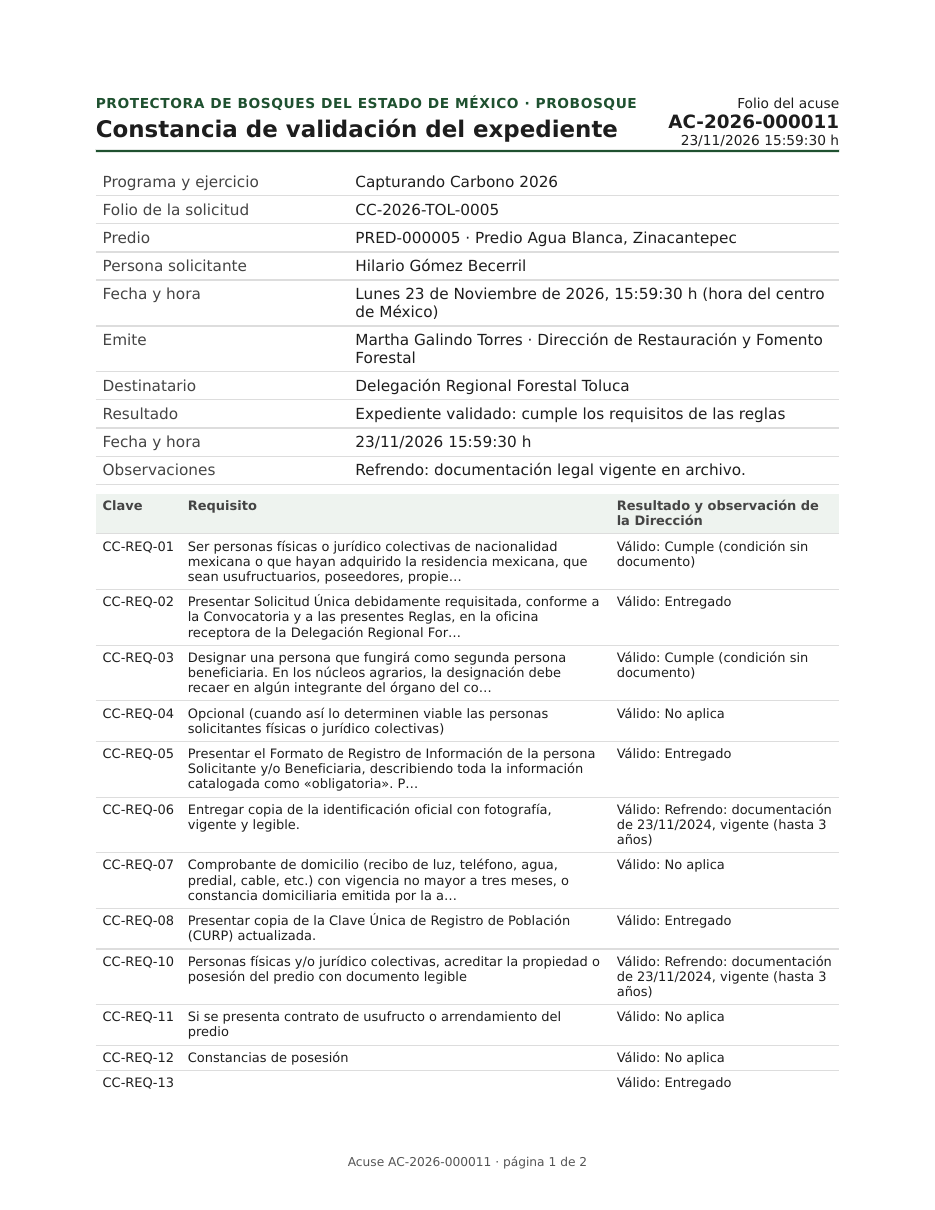 PROTECTORA DE BOSQUES DEL ESTADO DE MÉXICO · PROBOSQUE
Constancia de validación del expediente
Folio del acuse
AC-2026-000011
23/11/2026 15:59:30 h
Programa y ejercicio Capturando Carbono 2026
Folio de la solicitud CC-2026-TOL-0005
Predio PRED-000005 · Predio Agua Blanca, Zinacantepec
Persona solicitante Hilario Gómez Becerril
Fecha y hora Lunes 23 de Noviembre de 2026, 15:59:30 h (hora del centro
de México)
Emite Martha Galindo Torres · Dirección de Restauración y Fomento
Forestal
Destinatario Delegación Regional Forestal Toluca
Resultado Expediente validado: cumple los requisitos de las reglas
Fecha y hora 23/11/2026 15:59:30 h
Observaciones Refrendo: documentación legal vigente en archivo.
Clave Requisito Resultado y observación de
la Dirección
CC-REQ-01 Ser personas físicas o jurídico colectivas de nacionalidad Válido: Cumple (condición sin
mexicana o que hayan adquirido la residencia mexicana, que documento)
sean usufructuarios, poseedores, propie…
CC-REQ-02 Presentar Solicitud Única debidamente requisitada, conforme a Válido: Entregado
la Convocatoria y a las presentes Reglas, en la oficina
receptora de la Delegación Regional For…
CC-REQ-03 Designar una persona que fungirá como segunda persona Válido: Cumple (condición sin
beneficiaria. En los núcleos agrarios, la designación debe documento)
recaer en algún integrante del órgano del co…
CC-REQ-04 Opcional (cuando así lo determinen viable las personas Válido: No aplica
solicitantes físicas o jurídico colectivas)
CC-REQ-05 Presentar el Formato de Registro de Información de la persona Válido: Entregado
Solicitante y/o Beneficiaria, describiendo toda la información
catalogada como «obligatoria». P…
CC-REQ-06 Entregar copia de la identificación oficial con fotografía, Válido: Refrendo: documentación
vigente y legible. de 23/11/2024, vigente (hasta 3
años)
CC-REQ-07 Comprobante de domicilio (recibo de luz, teléfono, agua, Válido: No aplica
predial, cable, etc.) con vigencia no mayor a tres meses, o
constancia domiciliaria emitida por la a…
CC-REQ-08 Presentar copia de la Clave Única de Registro de Población Válido: Entregado
(CURP) actualizada.
CC-REQ-10 Personas físicas y/o jurídico colectivas, acreditar la propiedad o Válido: Refrendo: documentación
posesión del predio con documento legible de 23/11/2024, vigente (hasta 3
años)
CC-REQ-11 Si se presenta contrato de usufructo o arrendamiento del Válido: No aplica
predio
CC-REQ-12 Constancias de posesión Válido: No aplica
CC-REQ-13 Válido: Entregado
Acuse AC-2026-000011 · página 1 de 2